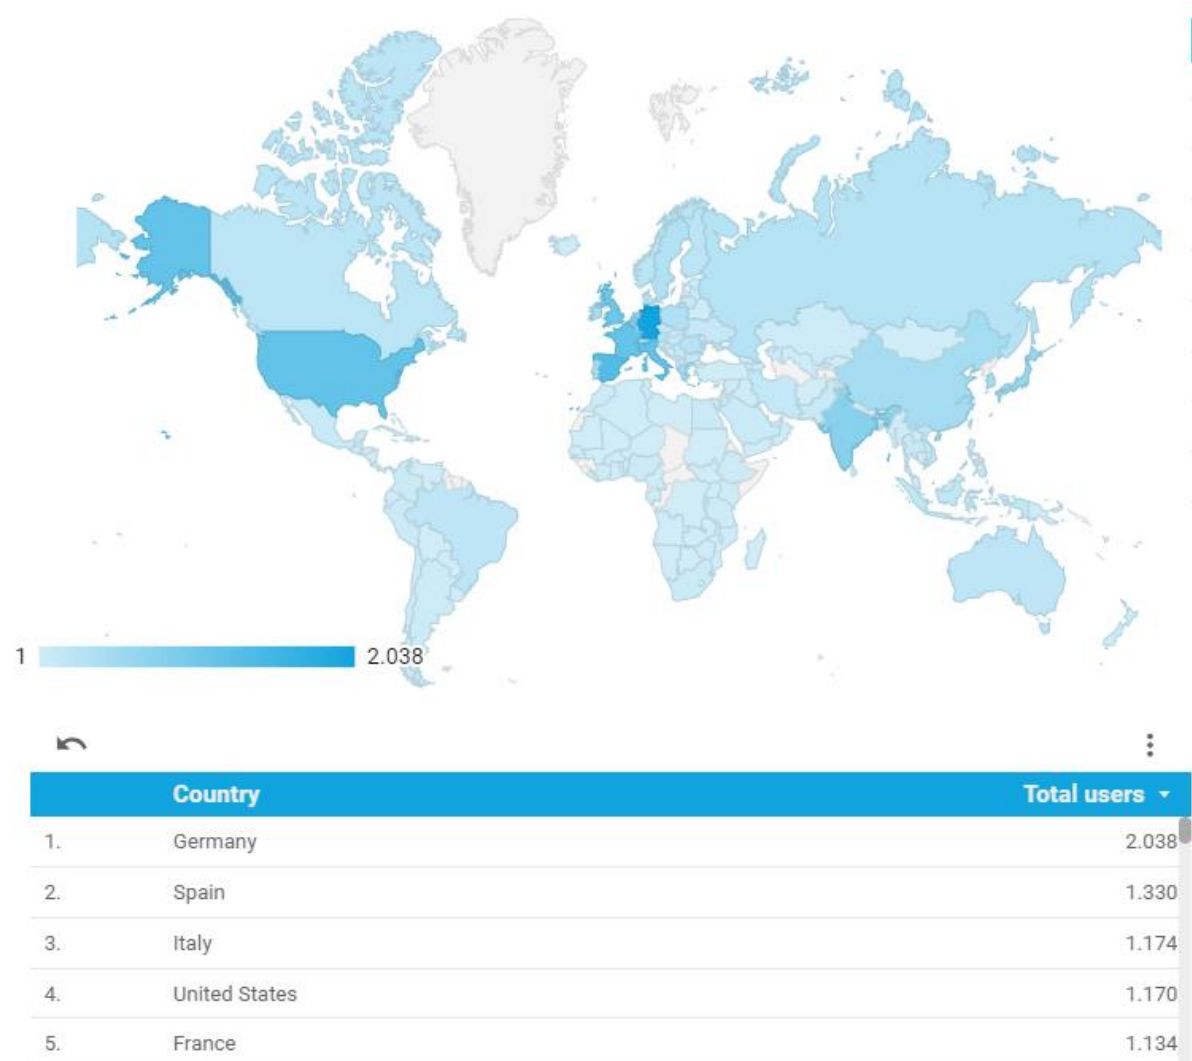 1 2.038
Country Total users
1. Germany 2.038
2. Spain 1.330
3. Italy 1.174
4. United States 1.170
5. France 1.134